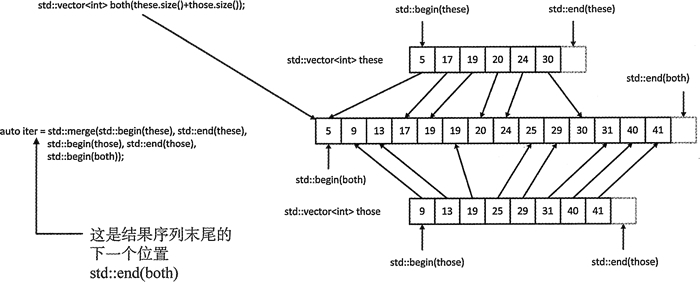 std::vector<int> both(these.size()+those.size());
std::begin(these)
std::end(these)
std::vector<int> these
5 17 19 20 24 30
std::end(both)
auto iter = std::merge(std::begin(these), std::end(these),
std::begin(those), std::end(those),
std::begin(both));
5 9 13 17 19 19 20 24 25 29 30 31 40 41
std::begin(both)
std::vector<int> those
9 13 19 25 29 31 40 41
这是结果序列末尾的
下一个位置
std::end(both)
std::begin(those)
std::end(those)